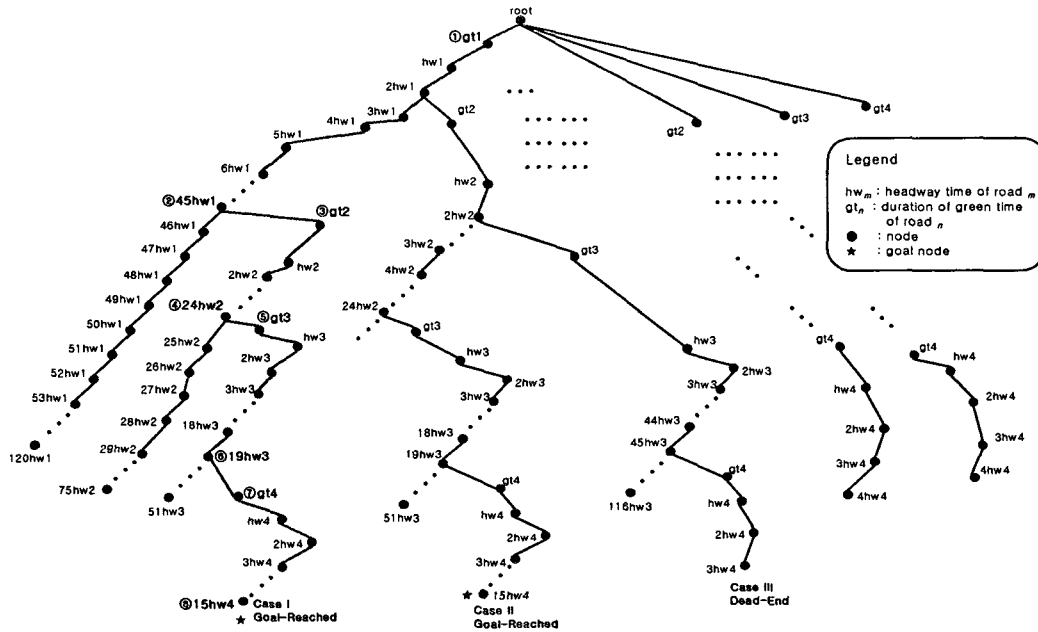 root
①gt1
hw1
2hw1
3hw1
4hw1
5hw1
6hw1
②45hw1
46hw1
47hw1
48hw1
49hw1
50hw1
51hw1
52hw1
53hw1
120hw1
③gt2
hw2
2hw2
④24hw2
25hw2
26hw2
27hw2
28hw2
29hw2
75hw2
⑤gt3
hw3
2hw3
3hw3
18hw3
⑥19hw3
51hw3
⑦gt4
hw4
2hw4
3hw4
⑧15hw4
Case I
★ Goal-Reached
gt2
hw2
2hw2
3hw2
4hw2
24hw2
gt3
hw3
2hw3
3hw3
18hw3
19hw3
51hw3
gt4
hw4
2hw4
3hw4
★ 15hw4
Case II
Goal-Reached
gt3
hw3
2hw3
3hw3
44hw3
45hw3
116hw3
gt4
hw4
2hw4
3hw4
Case III
Dead-End
gt2
gt3
gt4
gt4
hw4
2hw4
3hw4
4hw4
gt4
hw4
2hw4
3hw4
4hw4
Legend
hwm : headway time of road m
gtn : duration of green time
of road n
● : node
★ : goal node